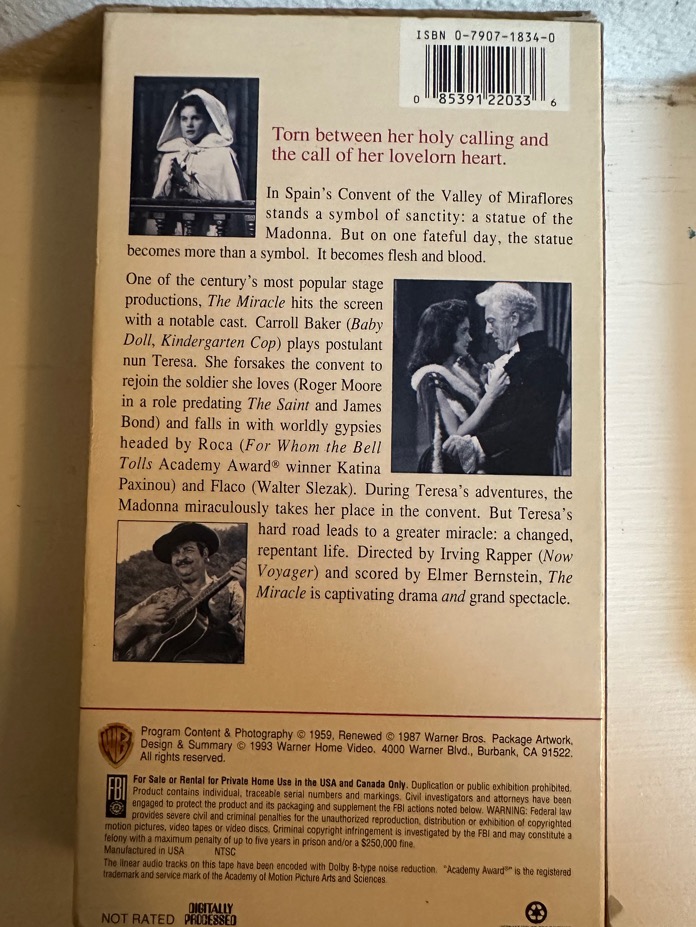 ISBN 0-7907-1834-0
0 85391 22033 6
Torn between her holy calling and
the call of her lovelorn heart.
In Spain's Convent of the Valley of Miraflores
stands a symbol of sanctity: a statue of the
Madonna. But on one fateful day, the statue
becomes more than a symbol. It becomes flesh and blood.
One of the century's most popular stage
productions, The Miracle hits the screen
with a notable cast. Carroll Baker (Baby
Doll, Kindergarten Cop) plays postulant
nun Teresa. She forsakes the convent to
rejoin the soldier she loves (Roger Moore
in a role predating The Saint and James
Bond) and falls in with worldly gypsies
headed by Roca (For Whom the Bell
Tolls Academy Award® winner Katina
Paxinou) and Flaco (Walter Slezak). During Teresa's adventures, the
Madonna miraculously takes her place in the convent. But Teresa's
hard road leads to a greater miracle: a changed,
repentant life. Directed by Irving Rapper (Now
Voyager) and scored by Elmer Bernstein, The
Miracle is captivating drama and grand spectacle.
WB
Program Content & Photography © 1959, Renewed © 1987 Warner Bros. Package Artwork,
Design & Summary © 1993 Warner Home Video. 4000 Warner Blvd., Burbank, CA 91522.
All rights reserved.
FBI
For Sale or Rental for Private Home Use in the USA and Canada Only. Duplication or public exhibition prohibited.
Product contains individual, traceable serial numbers and markings. Civil investigators and attorneys have been
engaged to protect the product and its packaging and supplement the FBI actions noted below. WARNING: Federal law
provides severe civil and criminal penalties for the unauthorized reproduction, distribution or exhibition of copyrighted
motion pictures, video tapes or video discs. Criminal copyright infringement is investigated by the FBI and may constitute a
felony with a maximum penalty of up to five years in prison and/or a $250,000 fine.
Manufactured in USA NTSC
The linear audio tracks on this tape have been encoded with Dolby B-type noise reduction. "Academy Award®" is the registered
trademark and service mark of the Academy of Motion Picture Arts and Sciences.
NOT RATED DIGITALLY PROCESSED